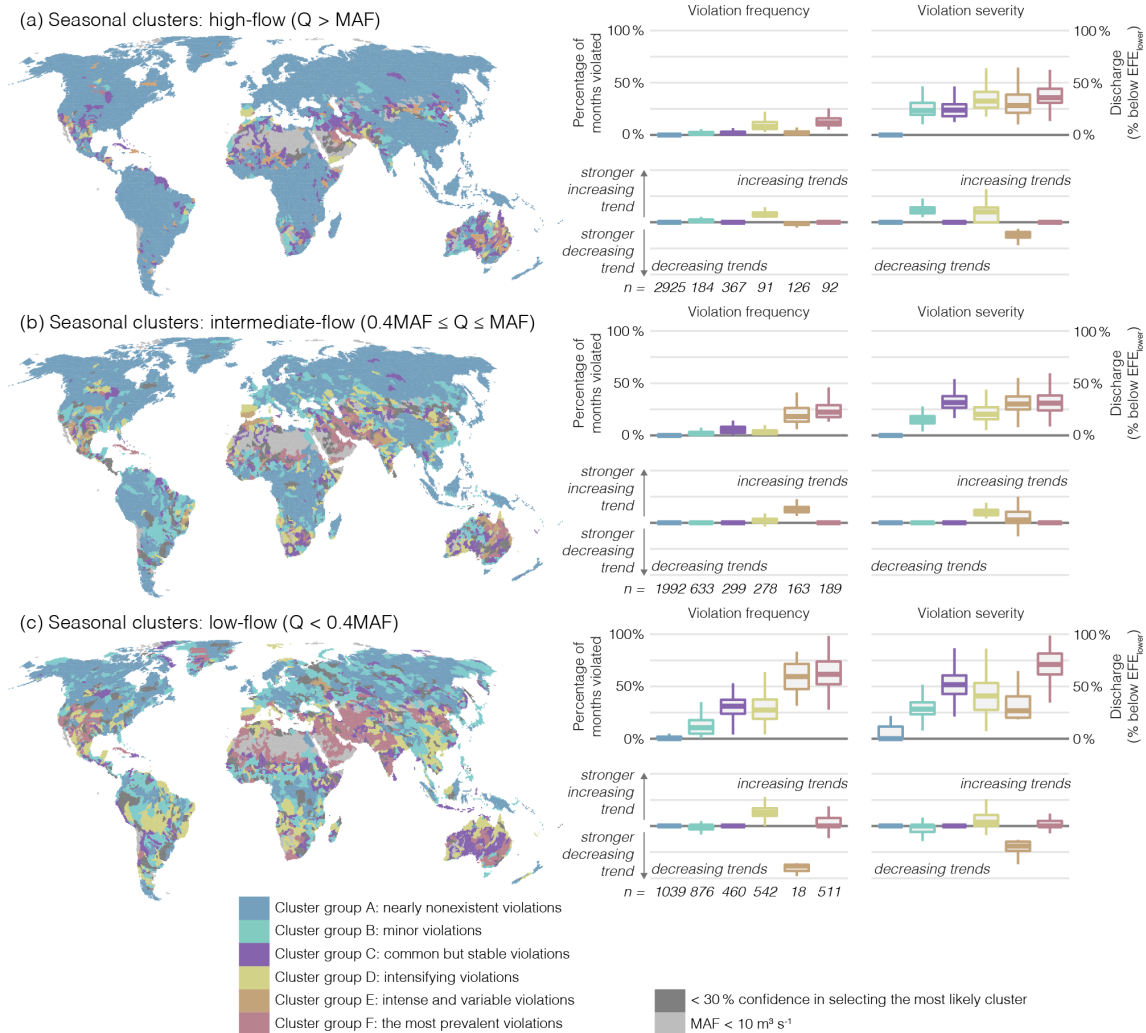 (a) Seasonal clusters: high-flow (Q > MAF)
Violation frequency
Violation severity
Percentage of
months violated
100 %
50 %
0 %
100 %
50 %
0 %
Discharge
(% below EFElower)
stronger
increasing
trend
stronger
decreasing
trend
increasing trends
decreasing trends
increasing trends
decreasing trends
n = 2925 184 367 91 126 92
(b) Seasonal clusters: intermediate-flow (0.4MAF ≤ Q ≤ MAF)
Violation frequency
Violation severity
Percentage of
months violated
100 %
50 %
0 %
100 %
50 %
0 %
Discharge
(% below EFElower)
stronger
increasing
trend
stronger
decreasing
trend
increasing trends
decreasing trends
increasing trends
decreasing trends
n = 1992 633 299 278 163 189
(c) Seasonal clusters: low-flow (Q < 0.4MAF)
Violation frequency
Violation severity
Percentage of
months violated
100 %
50 %
0 %
100 %
50 %
0 %
Discharge
(% below EFElower)
stronger
increasing
trend
stronger
decreasing
trend
increasing trends
decreasing trends
increasing trends
decreasing trends
n = 1039 876 460 542 18 511
Cluster group A: nearly nonexistent violations
Cluster group B: minor violations
Cluster group C: common but stable violations
Cluster group D: intensifying violations
Cluster group E: intense and variable violations
Cluster group F: the most prevalent violations
< 30 % confidence in selecting the most likely cluster
MAF < 10 m³ s⁻¹